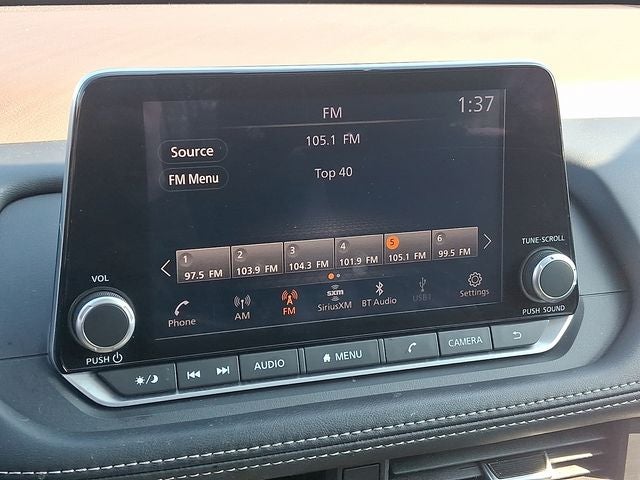 FM
1:37
105.1 FM
Source
FM Menu
Top 40
1
97.5 FM
2
103.9 FM
3
104.3 FM
4
101.9 FM
5
105.1 FM
6
99.5 FM
Phone
AM
FM
sxm
SiriusXM
BT Audio
USB1
Settings
VOL
PUSH
TUNE·SCROLL
PUSH SOUND
AUDIO
MENU
CAMERA